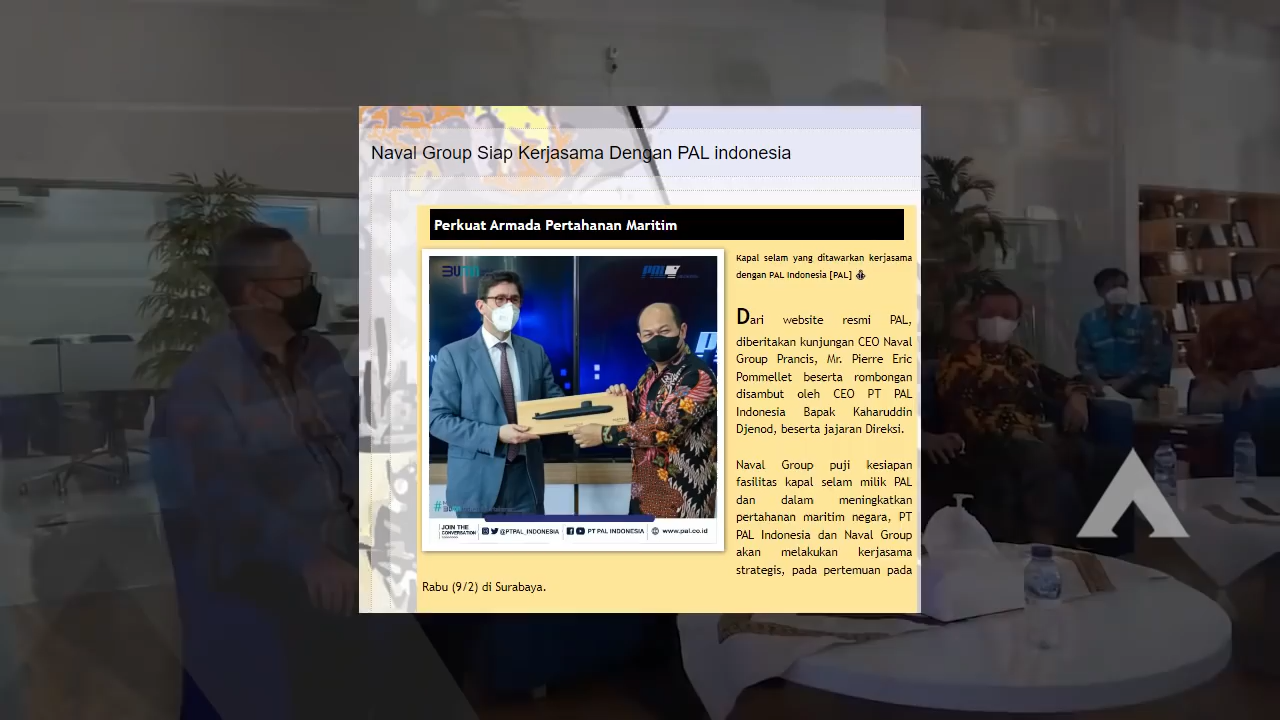 Naval Group Siap Kerjasama Dengan PAL indonesia
Perkuat Armada Pertahanan Maritim
Kapal selam yang ditawarkan kerjasama
dengan PAL Indonesia [PAL]
Dari website resmi PAL,
diberitakan kunjungan CEO Naval
Group Prancis, Mr. Pierre Eric
Pommellet beserta rombongan
disambut oleh CEO PT PAL
Indonesia Bapak Kaharuddin
Djenod, beserta jajaran Direksi.
Naval Group puji kesiapan
fasilitas kapal selam milik PAL
dan dalam meningkatkan
pertahanan maritim negara, PT
PAL Indonesia dan Naval Group
akan melakukan kerjasama
strategis, pada pertemuan pada
Rabu (9/2) di Surabaya.
JOIN THE
CONVERSATION
@PTPAL_INDONESIA
PT PAL INDONESIA
www.pal.co.id